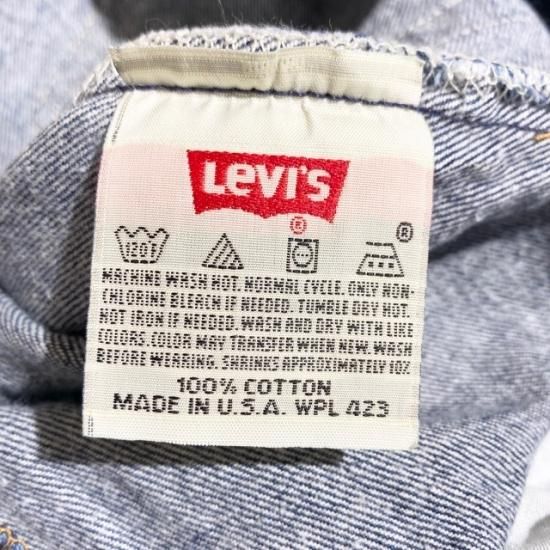 Levi's
®
120°
®
MACHINE WASH HOT. NORMAL CYCLE. ONLY NON-
CHLORINE BLEACH IF NEEDED. TUMBLE DRY HOT.
HOT IRON IF NEEDED. WASH AND DRY WITH LIKE
COLORS. COLOR MAY TRANSFER WHEN NEW. WASH
BEFORE WEARING. SHRINKS APPROXIMATELY 10%
100% COTTON
MADE IN U.S.A. WPL 423